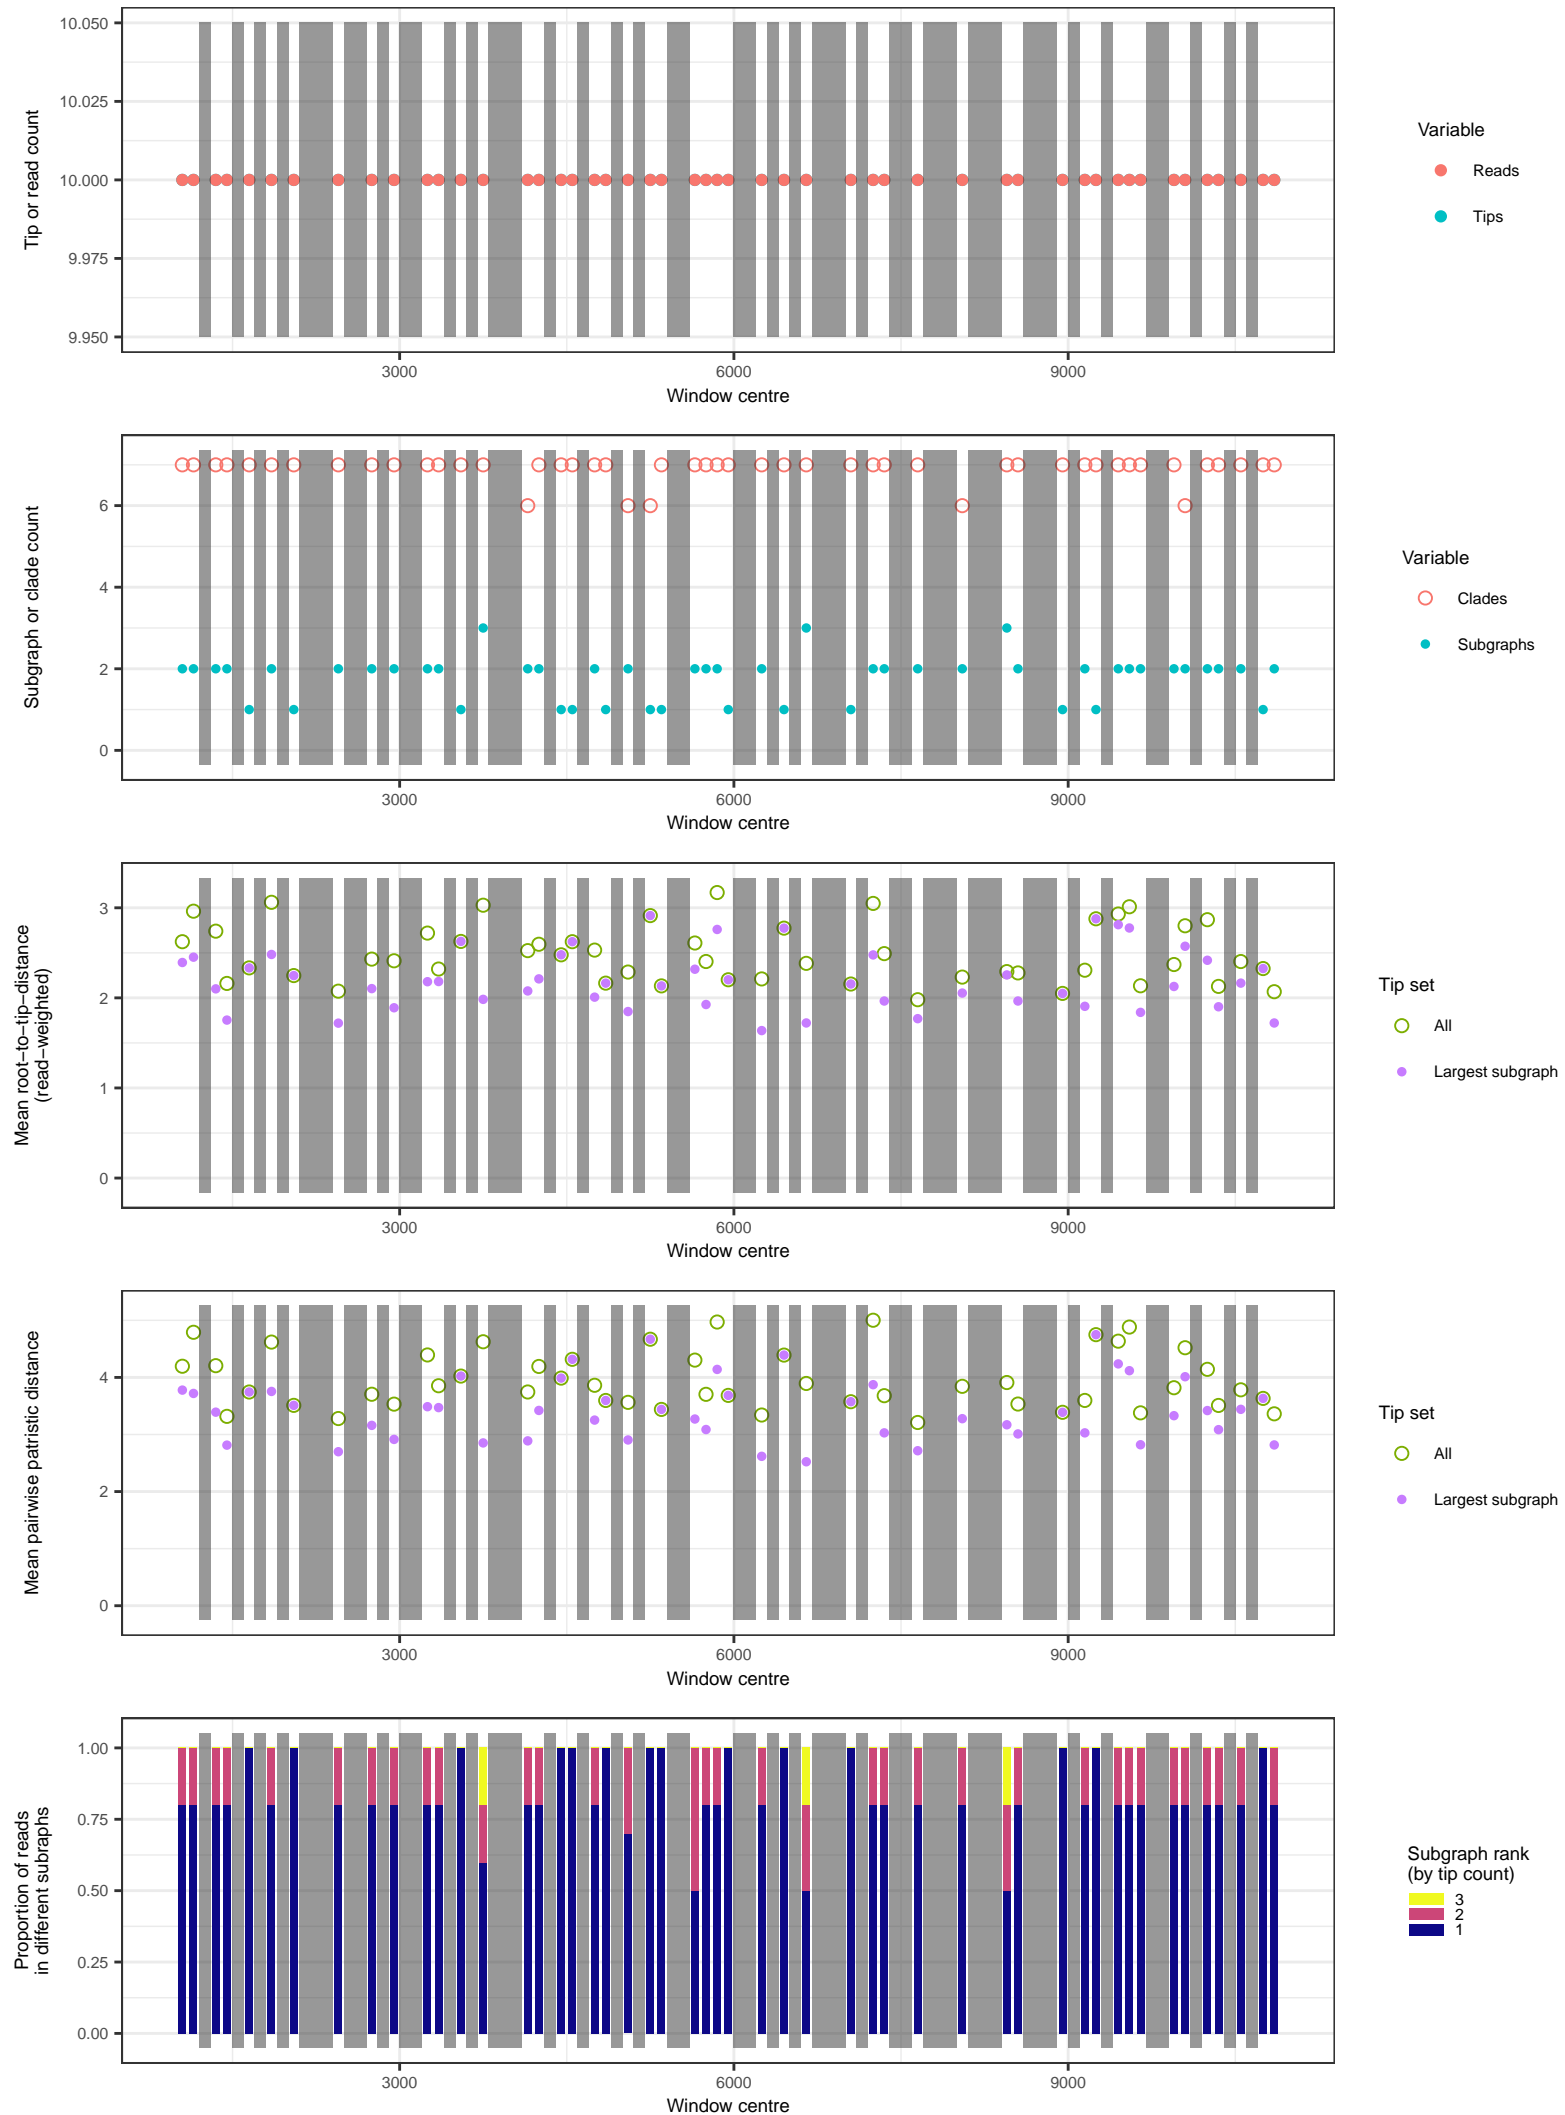 10.050
10.025
10.000
9.975
9.950
Tip or read count
3000 6000 9000
Window centre
Variable
Reads
Tips
6
4
2
0
Subgraph or clade count
3000 6000 9000
Window centre
Variable
Clades
Subgraphs
3
2
1
0
Mean root−to−tip−distance
(read−weighted)
3000 6000 9000
Window centre
Tip set
All
Largest subgraph
4
2
0
Mean pairwise patristic distance
3000 6000 9000
Window centre
Tip set
All
Largest subgraph
1.00
0.75
0.50
0.25
0.00
Proportion of reads
in different subraphs
3000 6000 9000
Window centre
Subgraph rank
(by tip count)
3
2
1